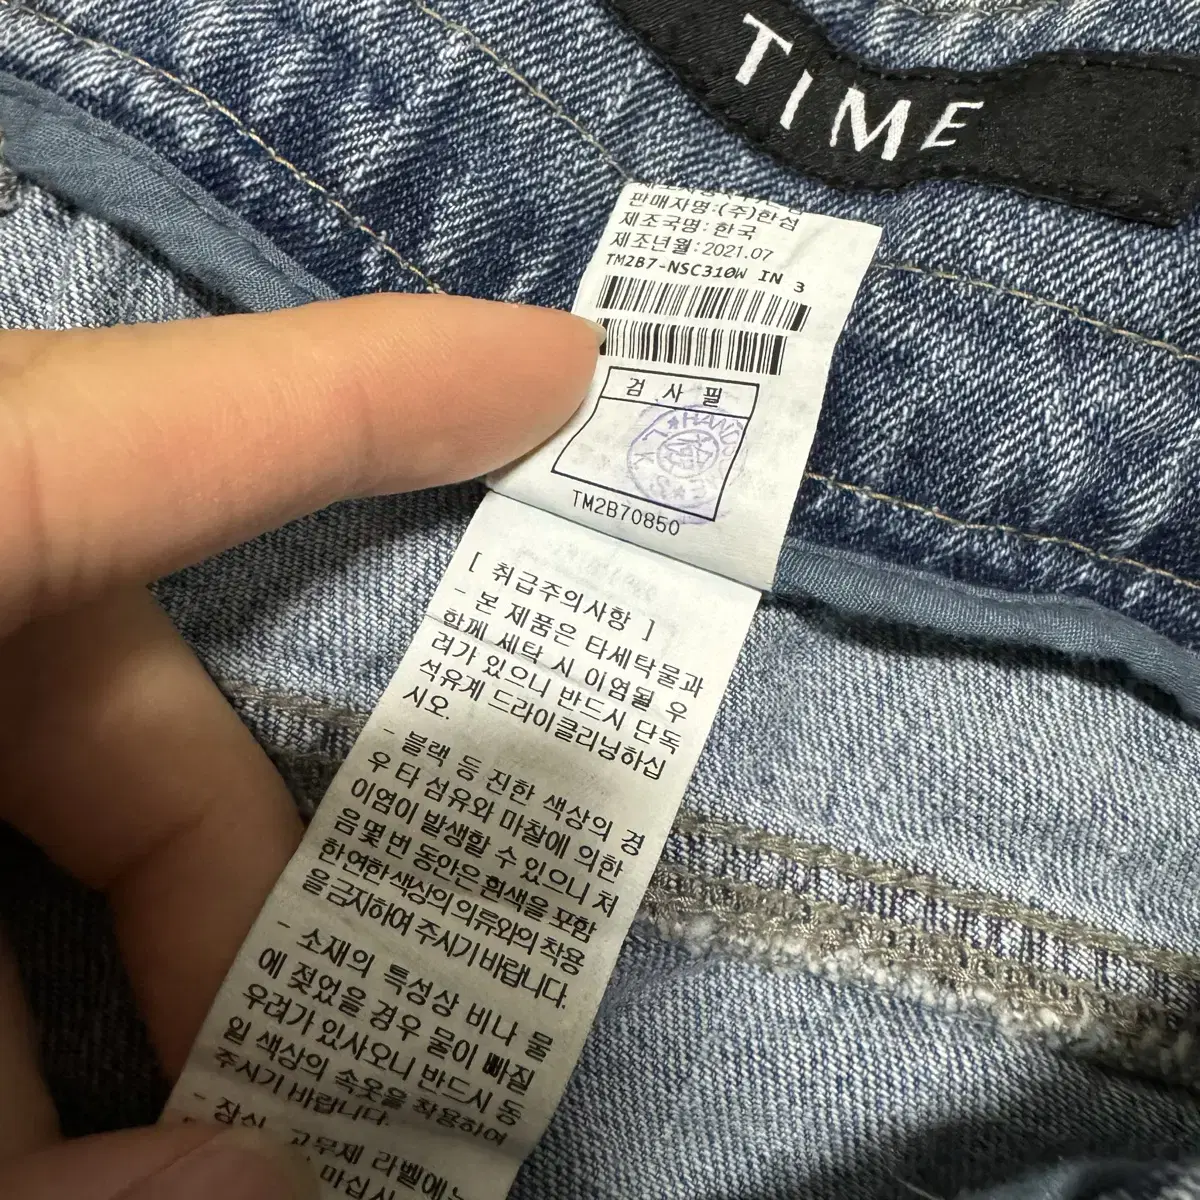 TIME
판매자명:(주)한섬
제조국명:한국
제조년월:2021.07
TM2B7-NSC310W IN 3
검 사 필
TM2B70850
[ 취급주의사항 ]
- 본 제품은 타세탁물과
함께 세탁 시 이염될 우
려가 있으니 반드시 단독
석유계 드라이클리닝하십
시오.
- 블랙 등 진한 색상의 경
우 타 섬유와 마찰에 의한
이염이 발생할 수 있으니 처
음 몇 번 동안은 흰색을 포함
한 연한 색상의 의류와의 착용
을 금지하여 주시기 바랍니다.
- 소재의 특성상 비나 물
에 젖었을 경우 물이 빠질
우려가 있사오니 반드시 동
일 색상의 속옷을 착용하여
주시기 바랍니다.
- 장식, 고무제 라벨에는